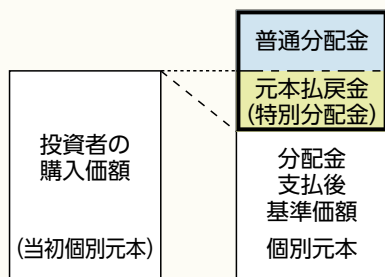 普通分配金
元本払戻金
(特別分配金)
投資者の
購入価額
(当初個別元本)
分配金
支払後
基準価額
個別元本